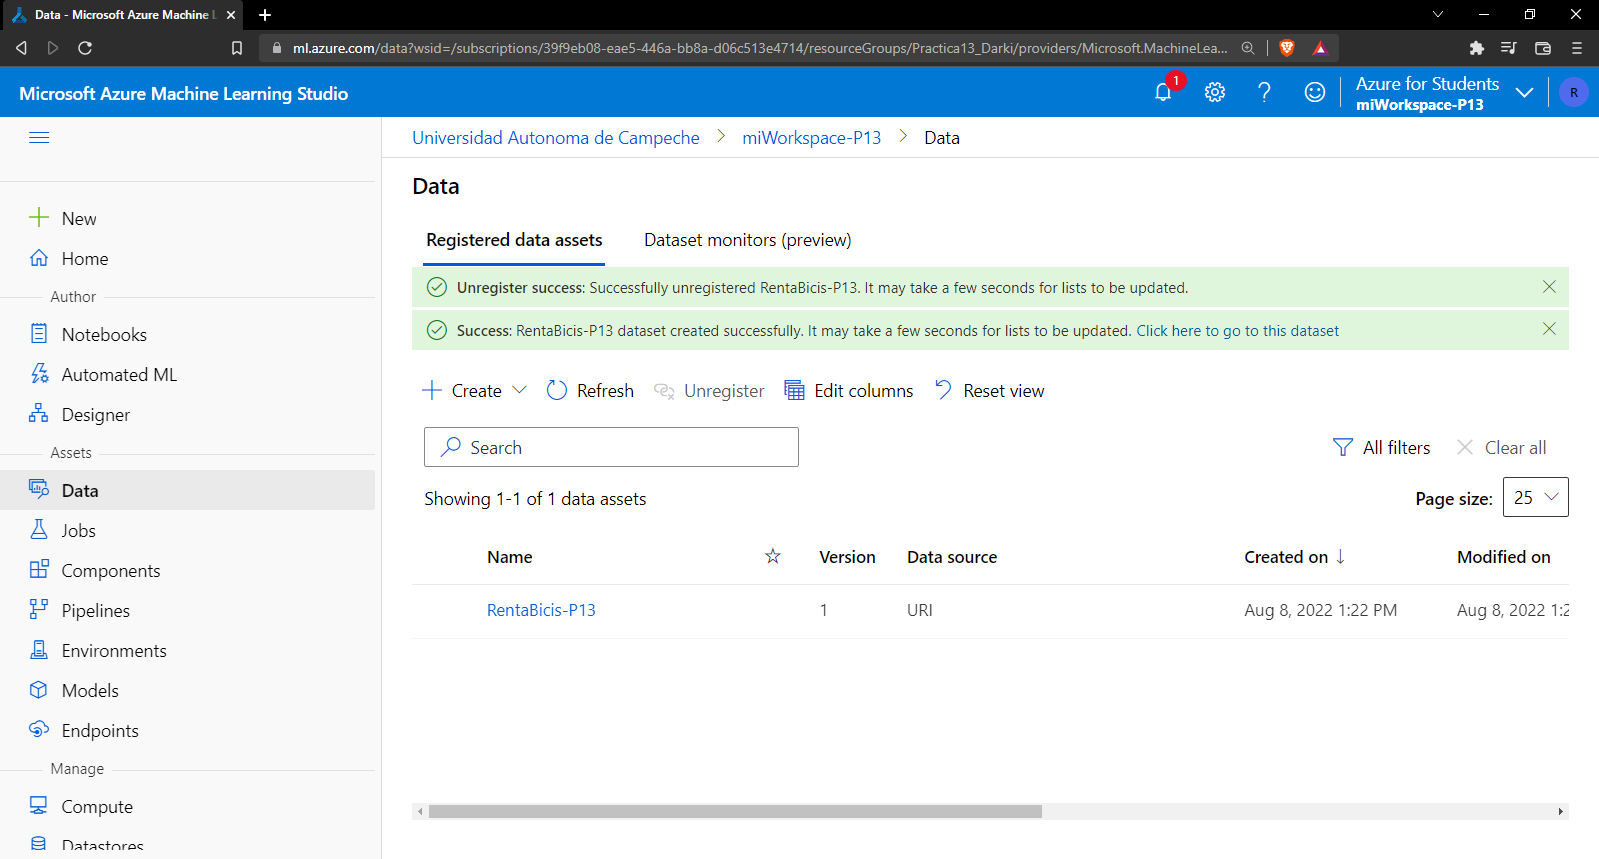 Data - Microsoft Azure Machine L
ml.azure.com/data?wsid=/subscriptions/39f9eb08-eae5-446a-bb8a-d06c513e4714/resourceGroups/Practica13_Darki/providers/Microsoft.MachineLea...
Microsoft Azure Machine Learning Studio
1
Azure for Students
miWorkspace-P13
R
Universidad Autonoma de Campeche > miWorkspace-P13 > Data
Data
Registered data assets
Dataset monitors (preview)
Unregister success: Successfully unregistered RentaBicis-P13. It may take a few seconds for lists to be updated.
Success: RentaBicis-P13 dataset created successfully. It may take a few seconds for lists to be updated. Click here to go to this dataset
Create
Refresh
Unregister
Edit columns
Reset view
Search
All filters
Clear all
Showing 1-1 of 1 data assets
Page size: 25
Name Version Data source Created on ↓ Modified on
RentaBicis-P13 1 URI Aug 8, 2022 1:22 PM Aug 8, 2022 1:2
New
Home
Author
Notebooks
Automated ML
Designer
Assets
Data
Jobs
Components
Pipelines
Environments
Models
Endpoints
Manage
Compute
Datastores